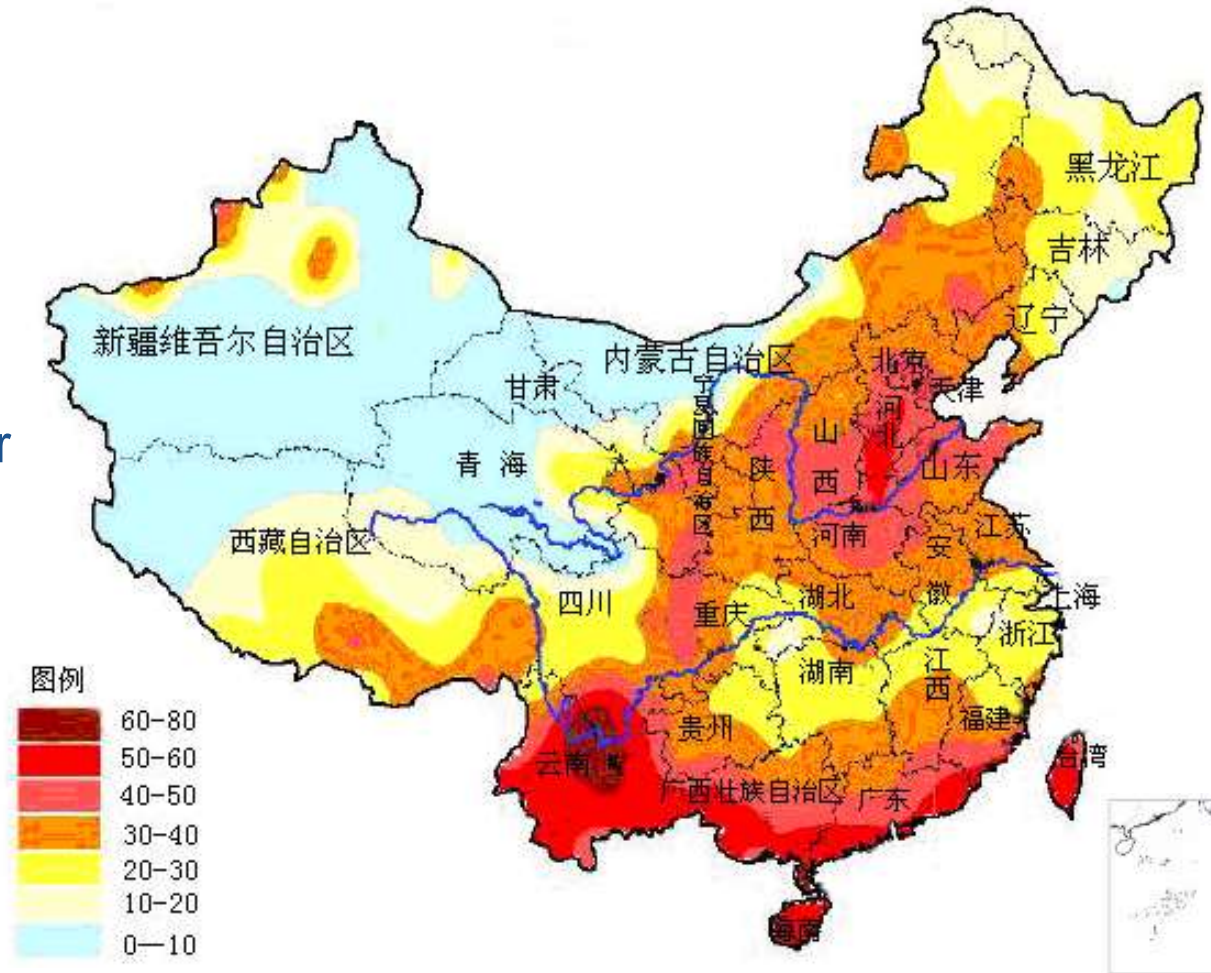 黑龙江
吉林
辽宁
新疆维吾尔自治区
内蒙古自治区
北京
天津
甘肃
宁夏回族自治区
河北
山西
山东
青海
陕西
r
西藏自治区
河南
江苏
安徽
四川
重庆
湖北
上海
浙江
湖南
江西
贵州
福建
云南
台湾
广西壮族自治区
广东
海南
图例
60-80
50-60
40-50
30-40
20-30
10-20
0—10